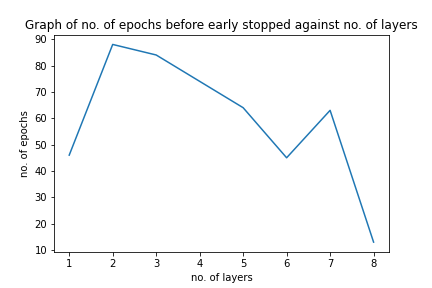 Graph of no. of epochs before early stopped against no. of layers
90
80
70
60
50
40
30
20
10
no. of epochs
1 2 3 4 5 6 7 8
no. of layers